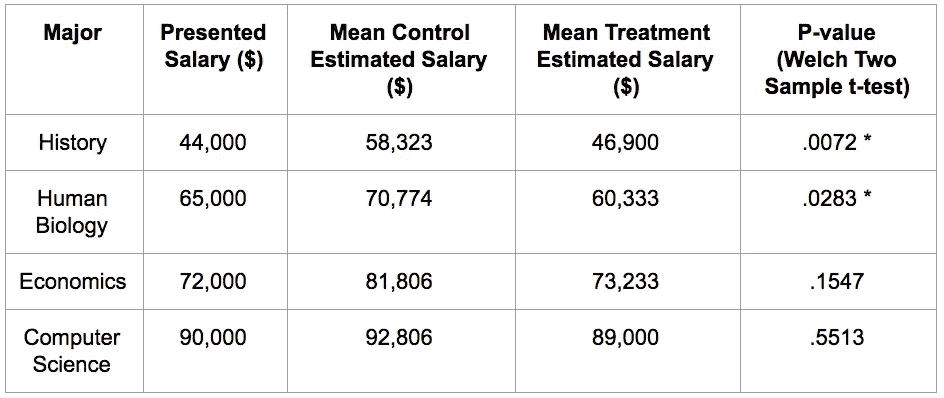 Major Presented Salary ($) Mean Control Estimated Salary ($) Mean Treatment Estimated Salary ($) P-value (Welch Two Sample t-test)
History 44,000 58,323 46,900 .0072 *
Human Biology 65,000 70,774 60,333 .0283 *
Economics 72,000 81,806 73,233 .1547
Computer Science 90,000 92,806 89,000 .5513